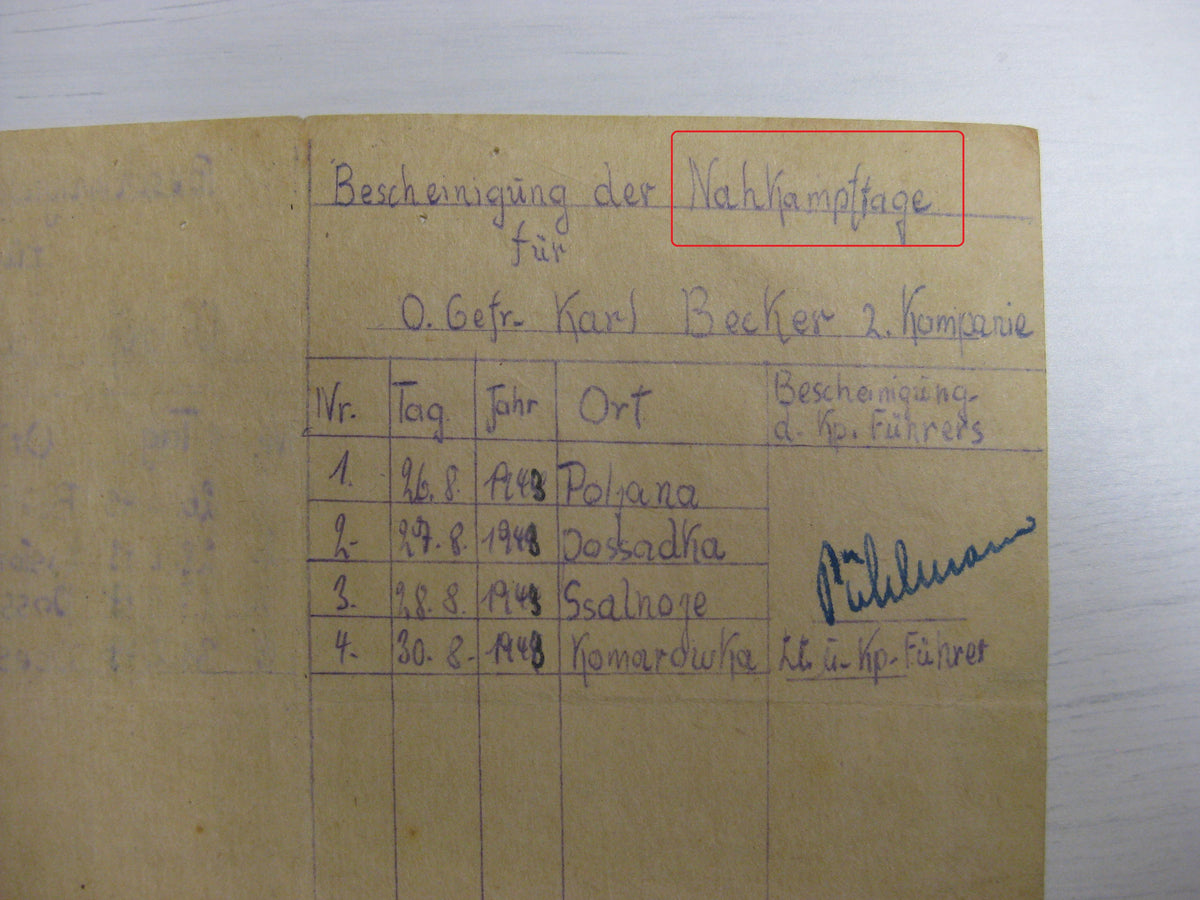 Bescheinigung der Nahkampftage
für
O. Gefr. Karl Becker 2. Kompanie
Nr. Tag. Jahr Ort Bescheinigung d. Kp. Führers
1. 26. 8. 1943 Poljana
2. 27. 8. 1943 Dossadka
3. 28. 8. 1943 Ssalnoje
4. 30. 8. 1943 Komarowka
Pühlmann
Lt. u. Kp. Führer